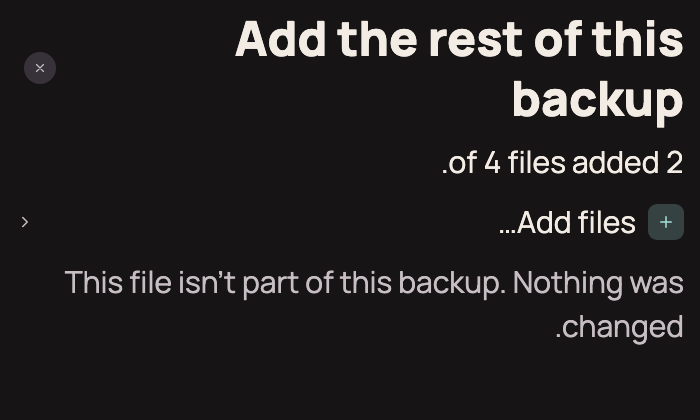 Add the rest of this
backup
.of 4 files added 2
...Add files
This file isn't part of this backup. Nothing was
.changed